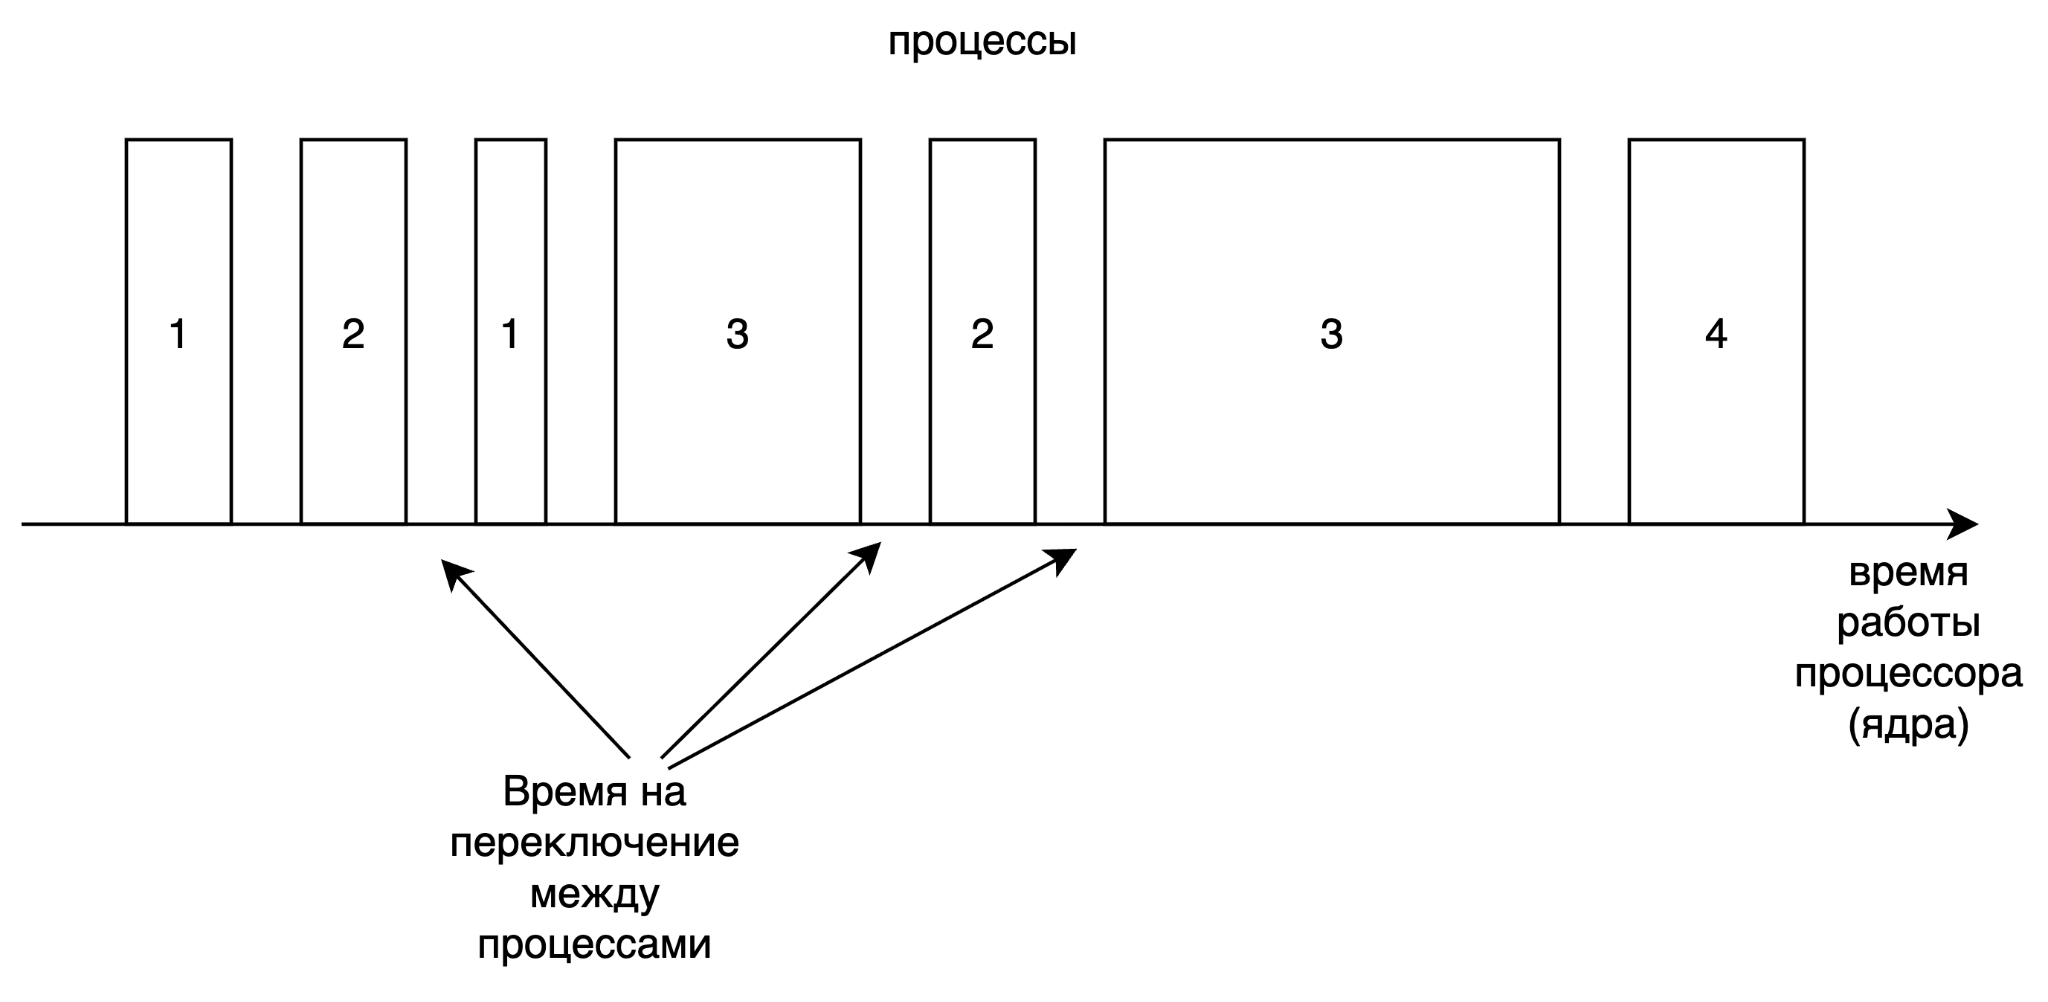 процессы
1 2 1 3 2 3 4
время
работы
процессора
(ядра)
Время на
переключение
между
процессами